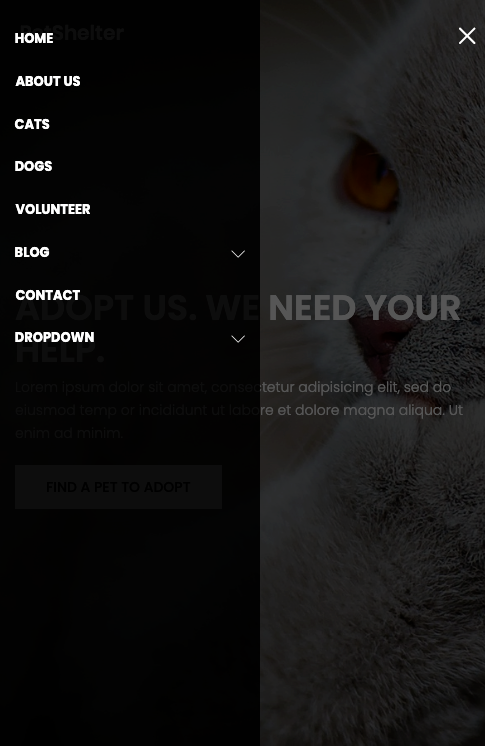 PetShelter
HOME
ABOUT US
CATS
DOGS
VOLUNTEER
BLOG
CONTACT
DROPDOWN
ADOPT US. WE NEED YOUR
HELP.
Lorem ipsum dolor sit amet, consectetur adipisicing elit, sed do
eiusmod temp or incididunt ut labore et dolore magna aliqua. Ut
enim ad minim.
FIND A PET TO ADOPT